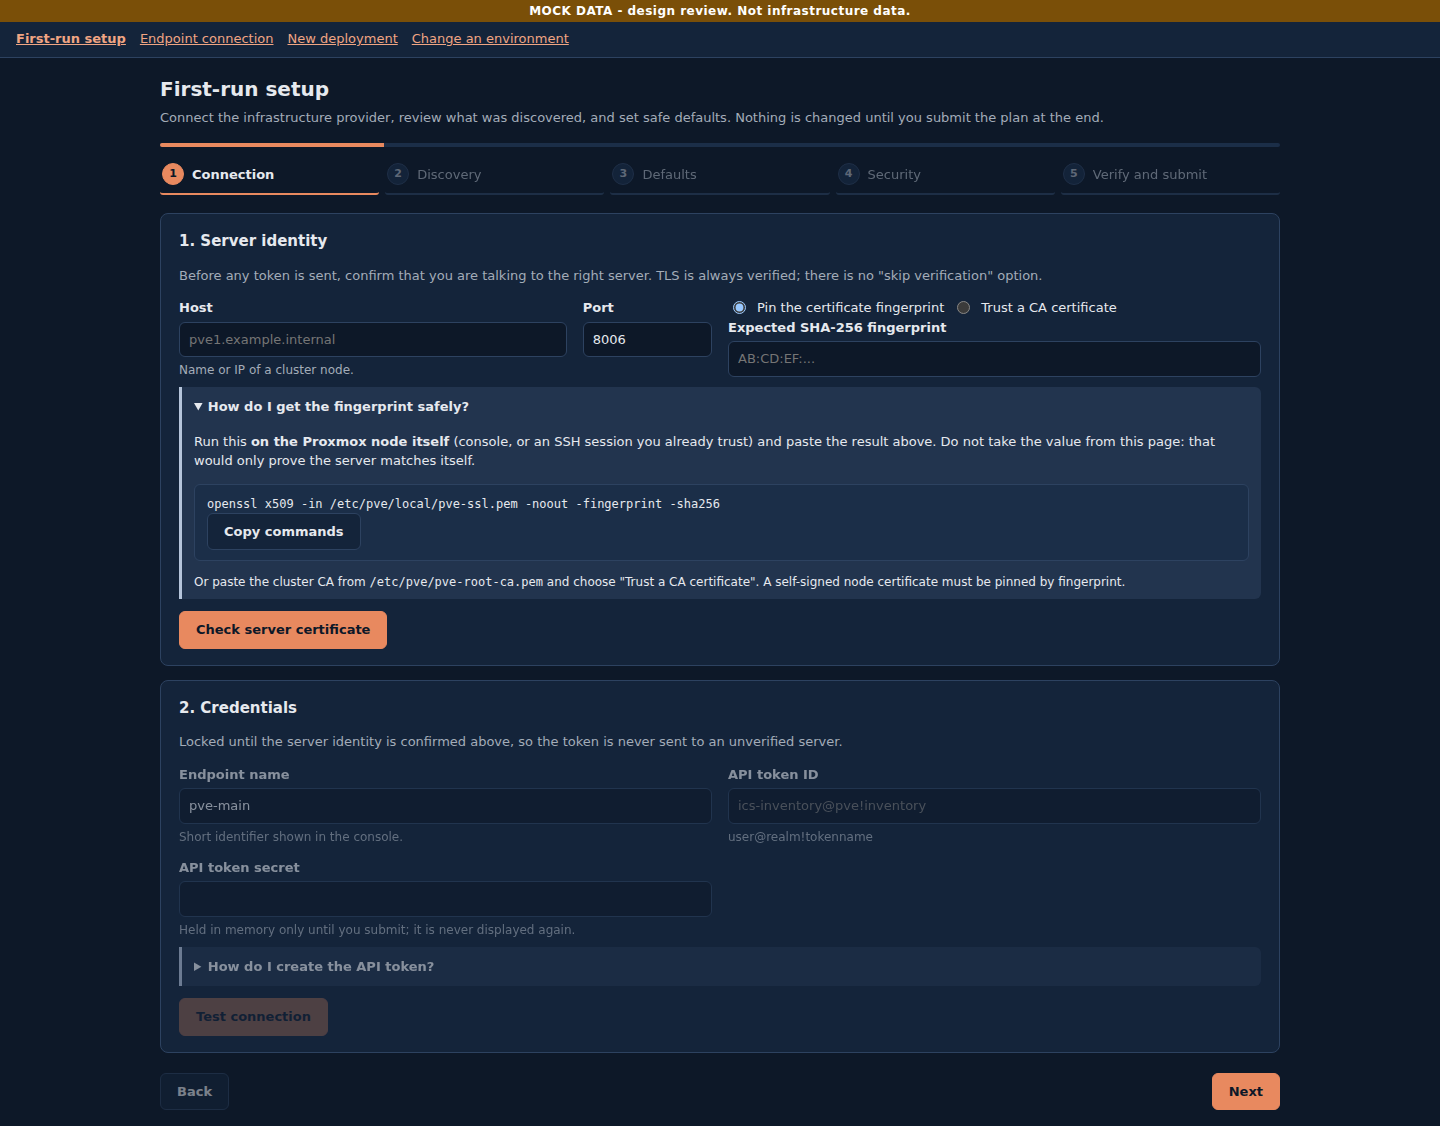 MOCK DATA - design review. Not infrastructure data.
First-run setup Endpoint connection New deployment Change an environment
First-run setup
Connect the infrastructure provider, review what was discovered, and set safe defaults. Nothing is changed until you submit the plan at the end.
1 Connection 2 Discovery 3 Defaults 4 Security 5 Verify and submit
1. Server identity
Before any token is sent, confirm that you are talking to the right server. TLS is always verified; there is no "skip verification" option.
Host Port Pin the certificate fingerprint Trust a CA certificate
Expected SHA-256 fingerprint
pve1.example.internal 8006 AB:CD:EF:...
Name or IP of a cluster node.
How do I get the fingerprint safely?
Run this on the Proxmox node itself (console, or an SSH session you already trust) and paste the result above. Do not take the value from this page: that
would only prove the server matches itself.
openssl x509 -in /etc/pve/local/pve-ssl.pem -noout -fingerprint -sha256
Copy commands
Or paste the cluster CA from /etc/pve/pve-root-ca.pem and choose "Trust a CA certificate". A self-signed node certificate must be pinned by fingerprint.
Check server certificate
2. Credentials
Locked until the server identity is confirmed above, so the token is never sent to an unverified server.
Endpoint name API token ID
pve-main ics-inventory@pve!inventory
Short identifier shown in the console. user@realm!tokenname
API token secret
Held in memory only until you submit; it is never displayed again.
How do I create the API token?
Test connection
Back Next